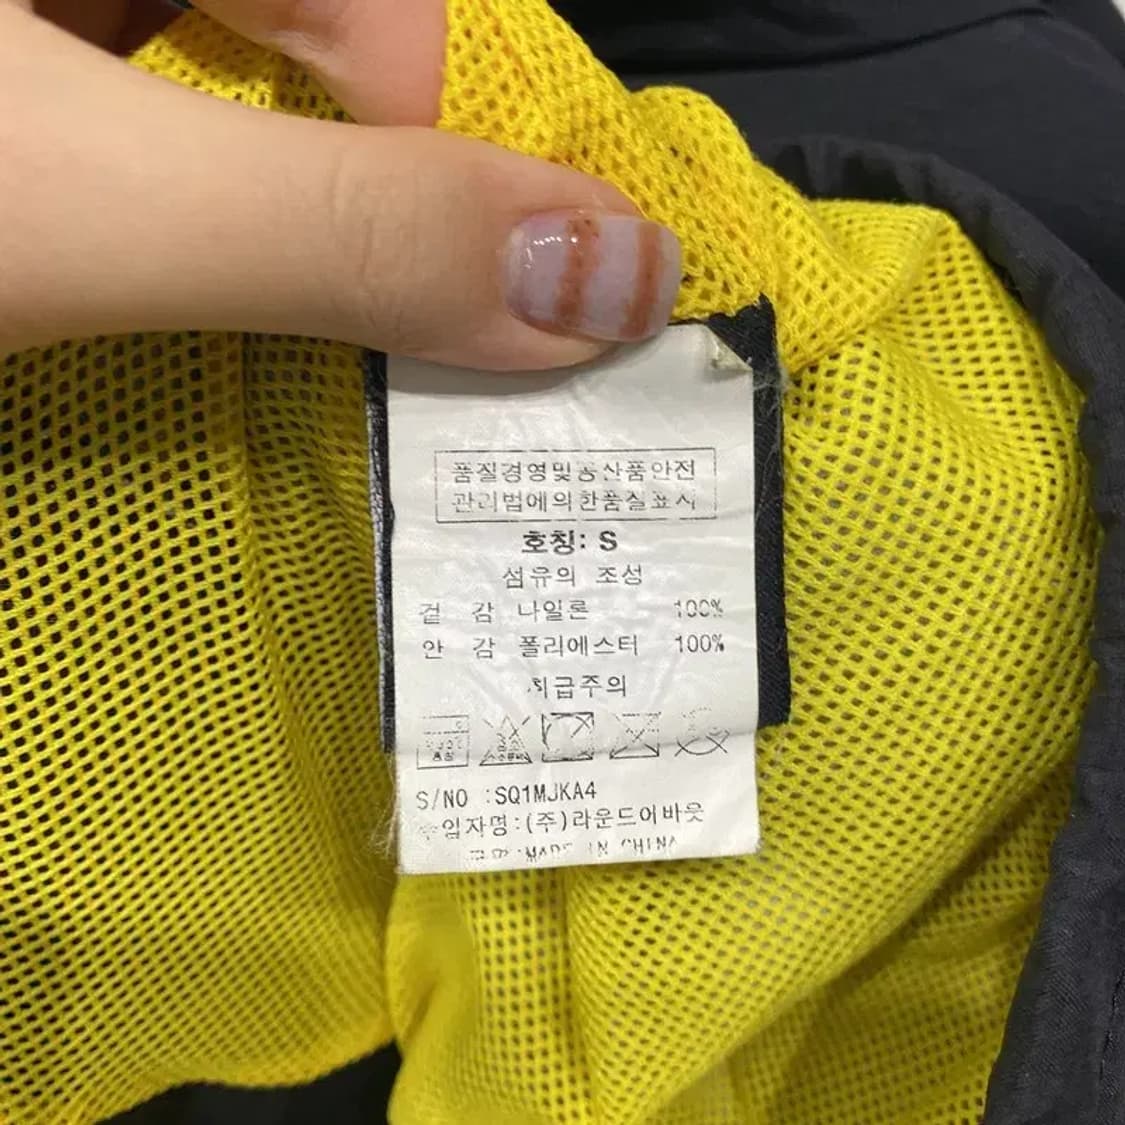 품질경영및공산품안전
관리법에의한품질표시
호칭: S
섬유의 조성
겉 감 나일론 100%
안 감 폴리에스터 100%
취급주의
S/NO :SQ1MJKA4
수입자명:(주)라운드어바웃
MADE IN CHINA